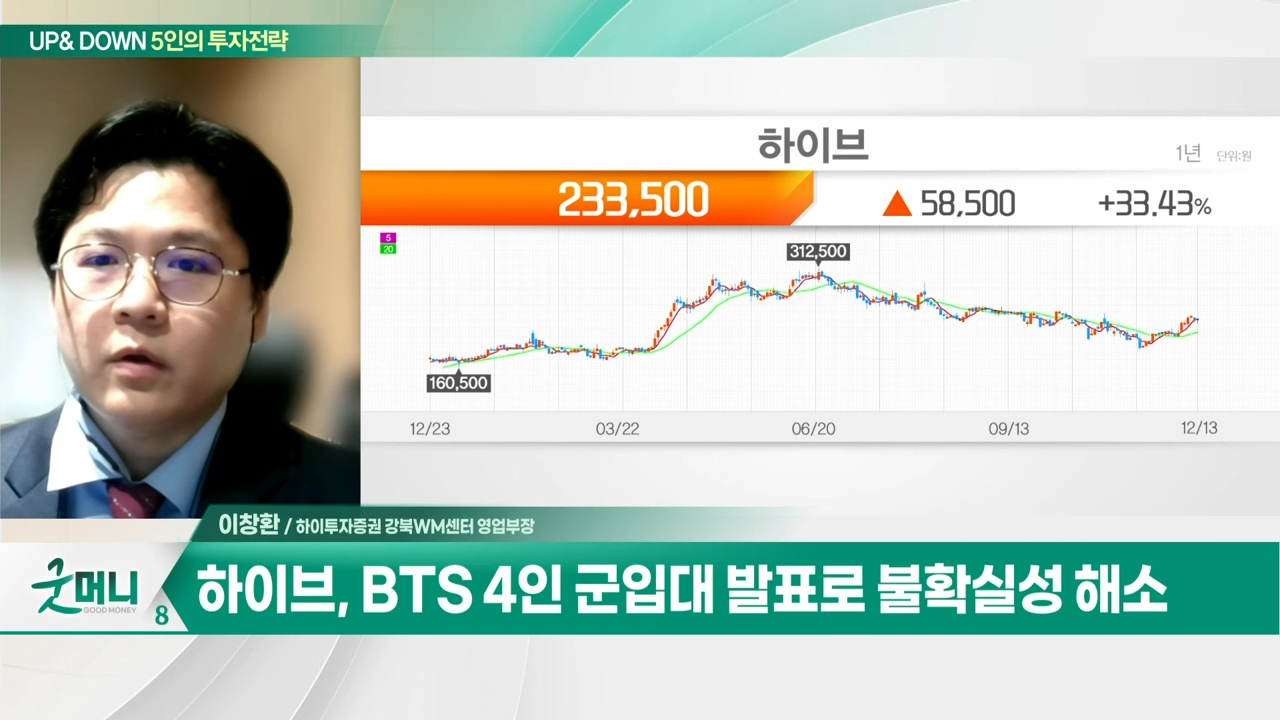 UP& DOWN 5인의 투자전략
하이브
1년 단위:원
233,500 ▲ 58,500 +33.43%
5
20
312,500
160,500
12/23 03/22 06/20 09/13 12/13
이창환 / 하이투자증권 강북WM센터 영업부장
굿머니
GOOD MONEY
8
하이브, BTS 4인 군입대 발표로 불확실성 해소